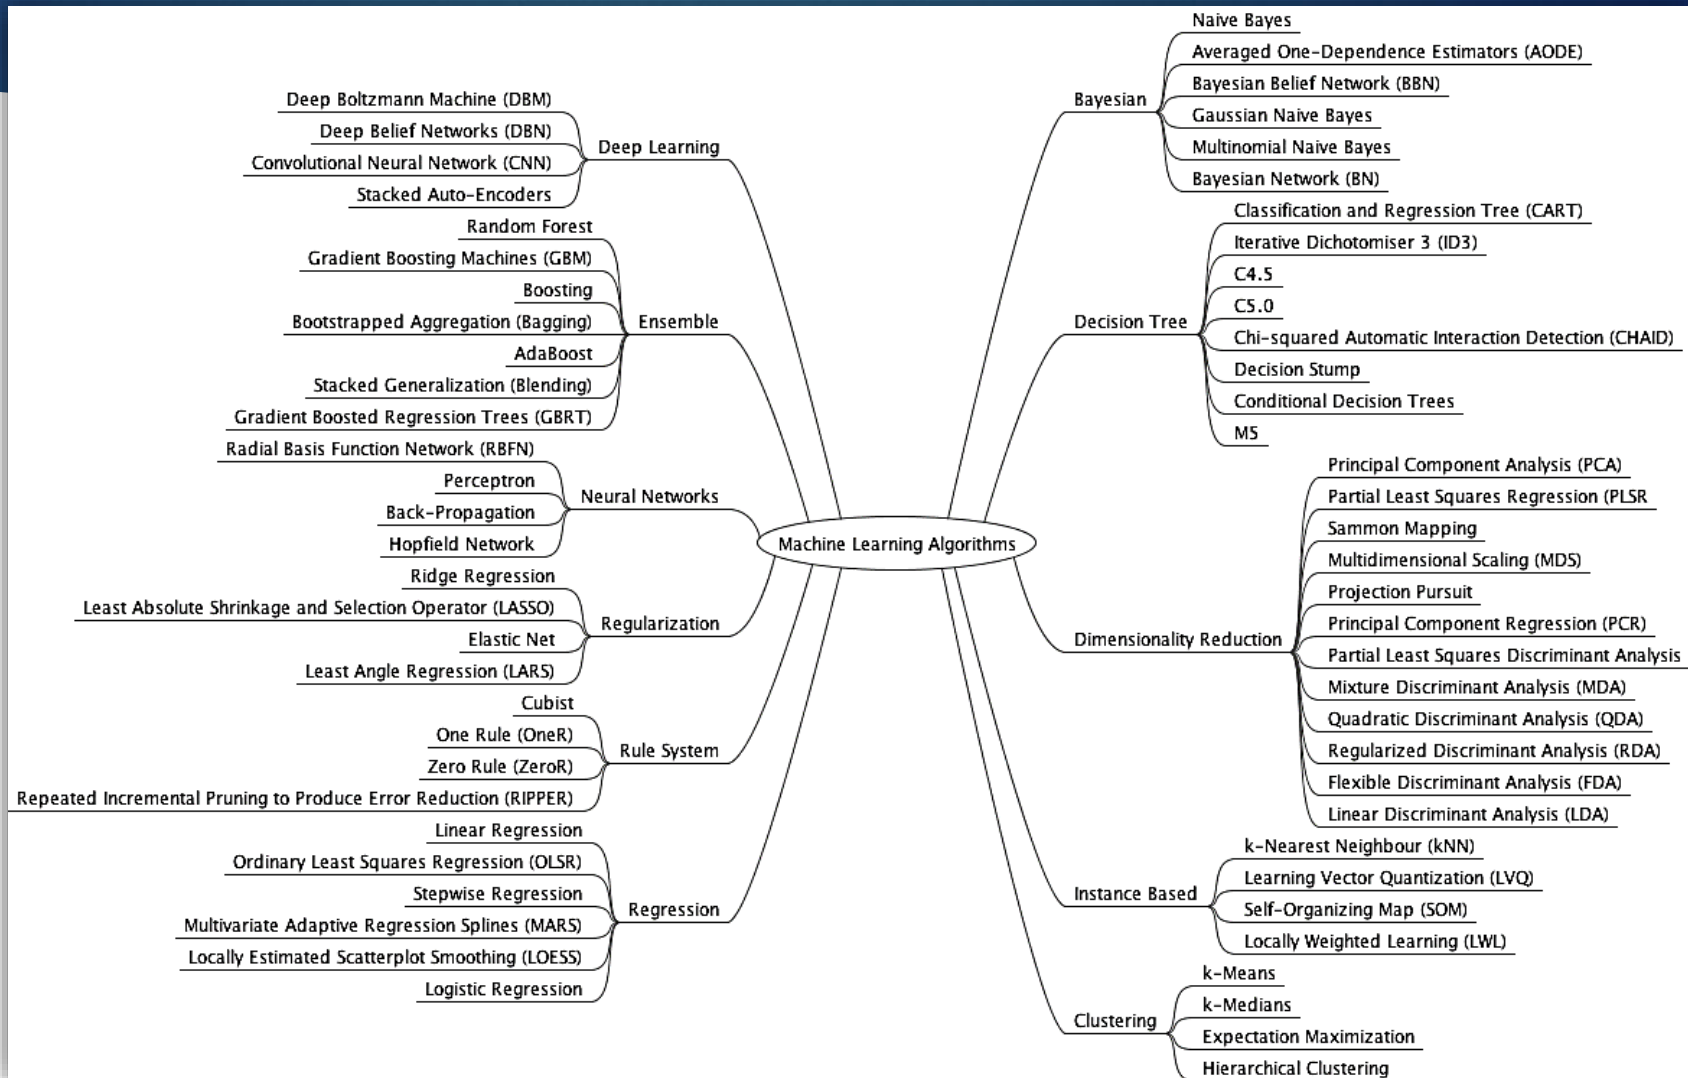 Deep Boltzmann Machine (DBM)
Deep Belief Networks (DBN)
Convolutional Neural Network (CNN)
Stacked Auto-Encoders
Deep Learning
Random Forest
Gradient Boosting Machines (GBM)
Boosting
Bootstrapped Aggregation (Bagging)
AdaBoost
Stacked Generalization (Blending)
Gradient Boosted Regression Trees (GBRT)
Ensemble
Radial Basis Function Network (RBFN)
Perceptron
Back-Propagation
Hopfield Network
Neural Networks
Ridge Regression
Least Absolute Shrinkage and Selection Operator (LASSO)
Elastic Net
Least Angle Regression (LARS)
Regularization
Cubist
One Rule (OneR)
Zero Rule (ZeroR)
Repeated Incremental Pruning to Produce Error Reduction (RIPPER)
Rule System
Linear Regression
Ordinary Least Squares Regression (OLSR)
Stepwise Regression
Multivariate Adaptive Regression Splines (MARS)
Locally Estimated Scatterplot Smoothing (LOESS)
Logistic Regression
Regression
Machine Learning Algorithms
Bayesian
Naive Bayes
Averaged One-Dependence Estimators (AODE)
Bayesian Belief Network (BBN)
Gaussian Naive Bayes
Multinomial Naive Bayes
Bayesian Network (BN)
Decision Tree
Classification and Regression Tree (CART)
Iterative Dichotomiser 3 (ID3)
C4.5
C5.0
Chi-squared Automatic Interaction Detection (CHAID)
Decision Stump
Conditional Decision Trees
M5
Dimensionality Reduction
Principal Component Analysis (PCA)
Partial Least Squares Regression (PLSR
Sammon Mapping
Multidimensional Scaling (MDS)
Projection Pursuit
Principal Component Regression (PCR)
Partial Least Squares Discriminant Analysis
Mixture Discriminant Analysis (MDA)
Quadratic Discriminant Analysis (QDA)
Regularized Discriminant Analysis (RDA)
Flexible Discriminant Analysis (FDA)
Linear Discriminant Analysis (LDA)
Instance Based
k-Nearest Neighbour (kNN)
Learning Vector Quantization (LVQ)
Self-Organizing Map (SOM)
Locally Weighted Learning (LWL)
Clustering
k-Means
k-Medians
Expectation Maximization
Hierarchical Clustering